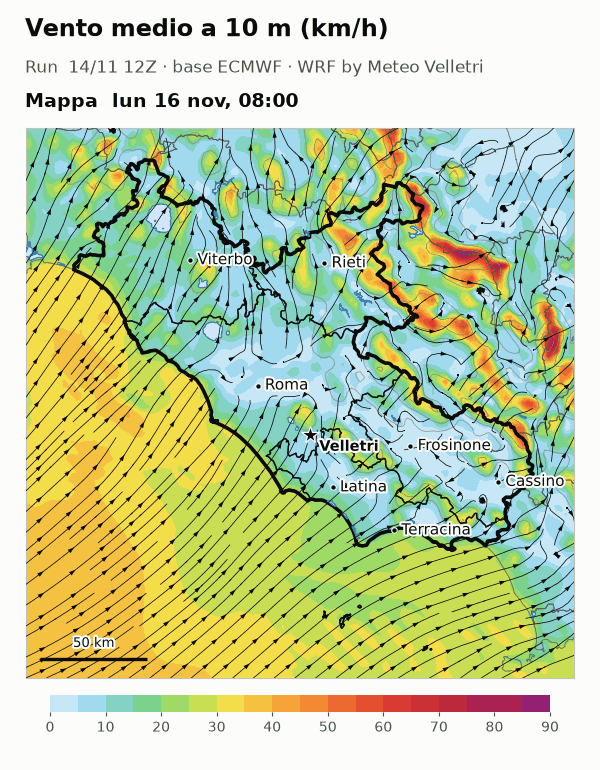 Vento medio a 10 m (km/h)
Run  14/11 12Z · base ECMWF · WRF by Meteo Velletri
Mappa  lun 16 nov, 08:00
Viterbo
Rieti
Roma
Velletri
Frosinone
Latina
Cassino
Terracina
50 km
0 10 20 30 40 50 60 70 80 90